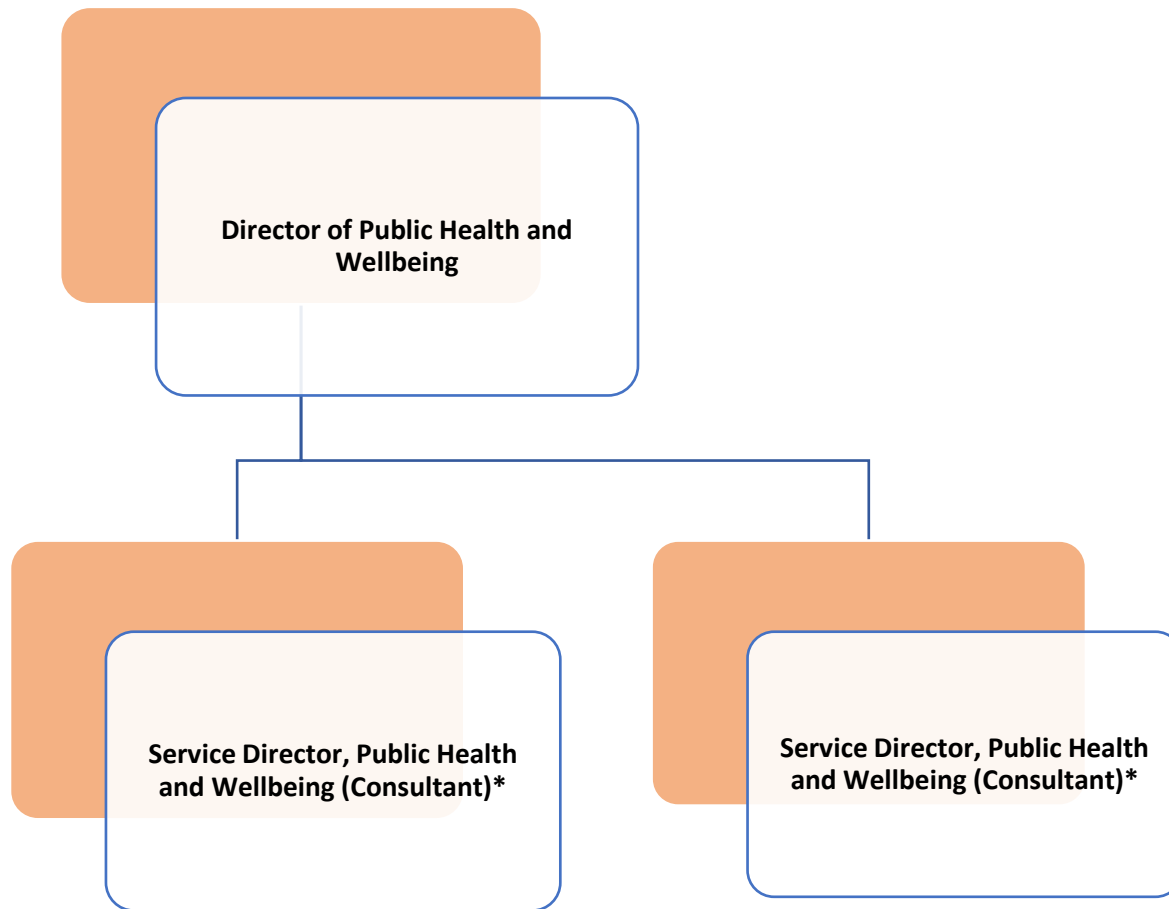 Director of Public Health and
Wellbeing
Service Director, Public Health
and Wellbeing (Consultant)*
Service Director, Public Health
and Wellbeing (Consultant)*